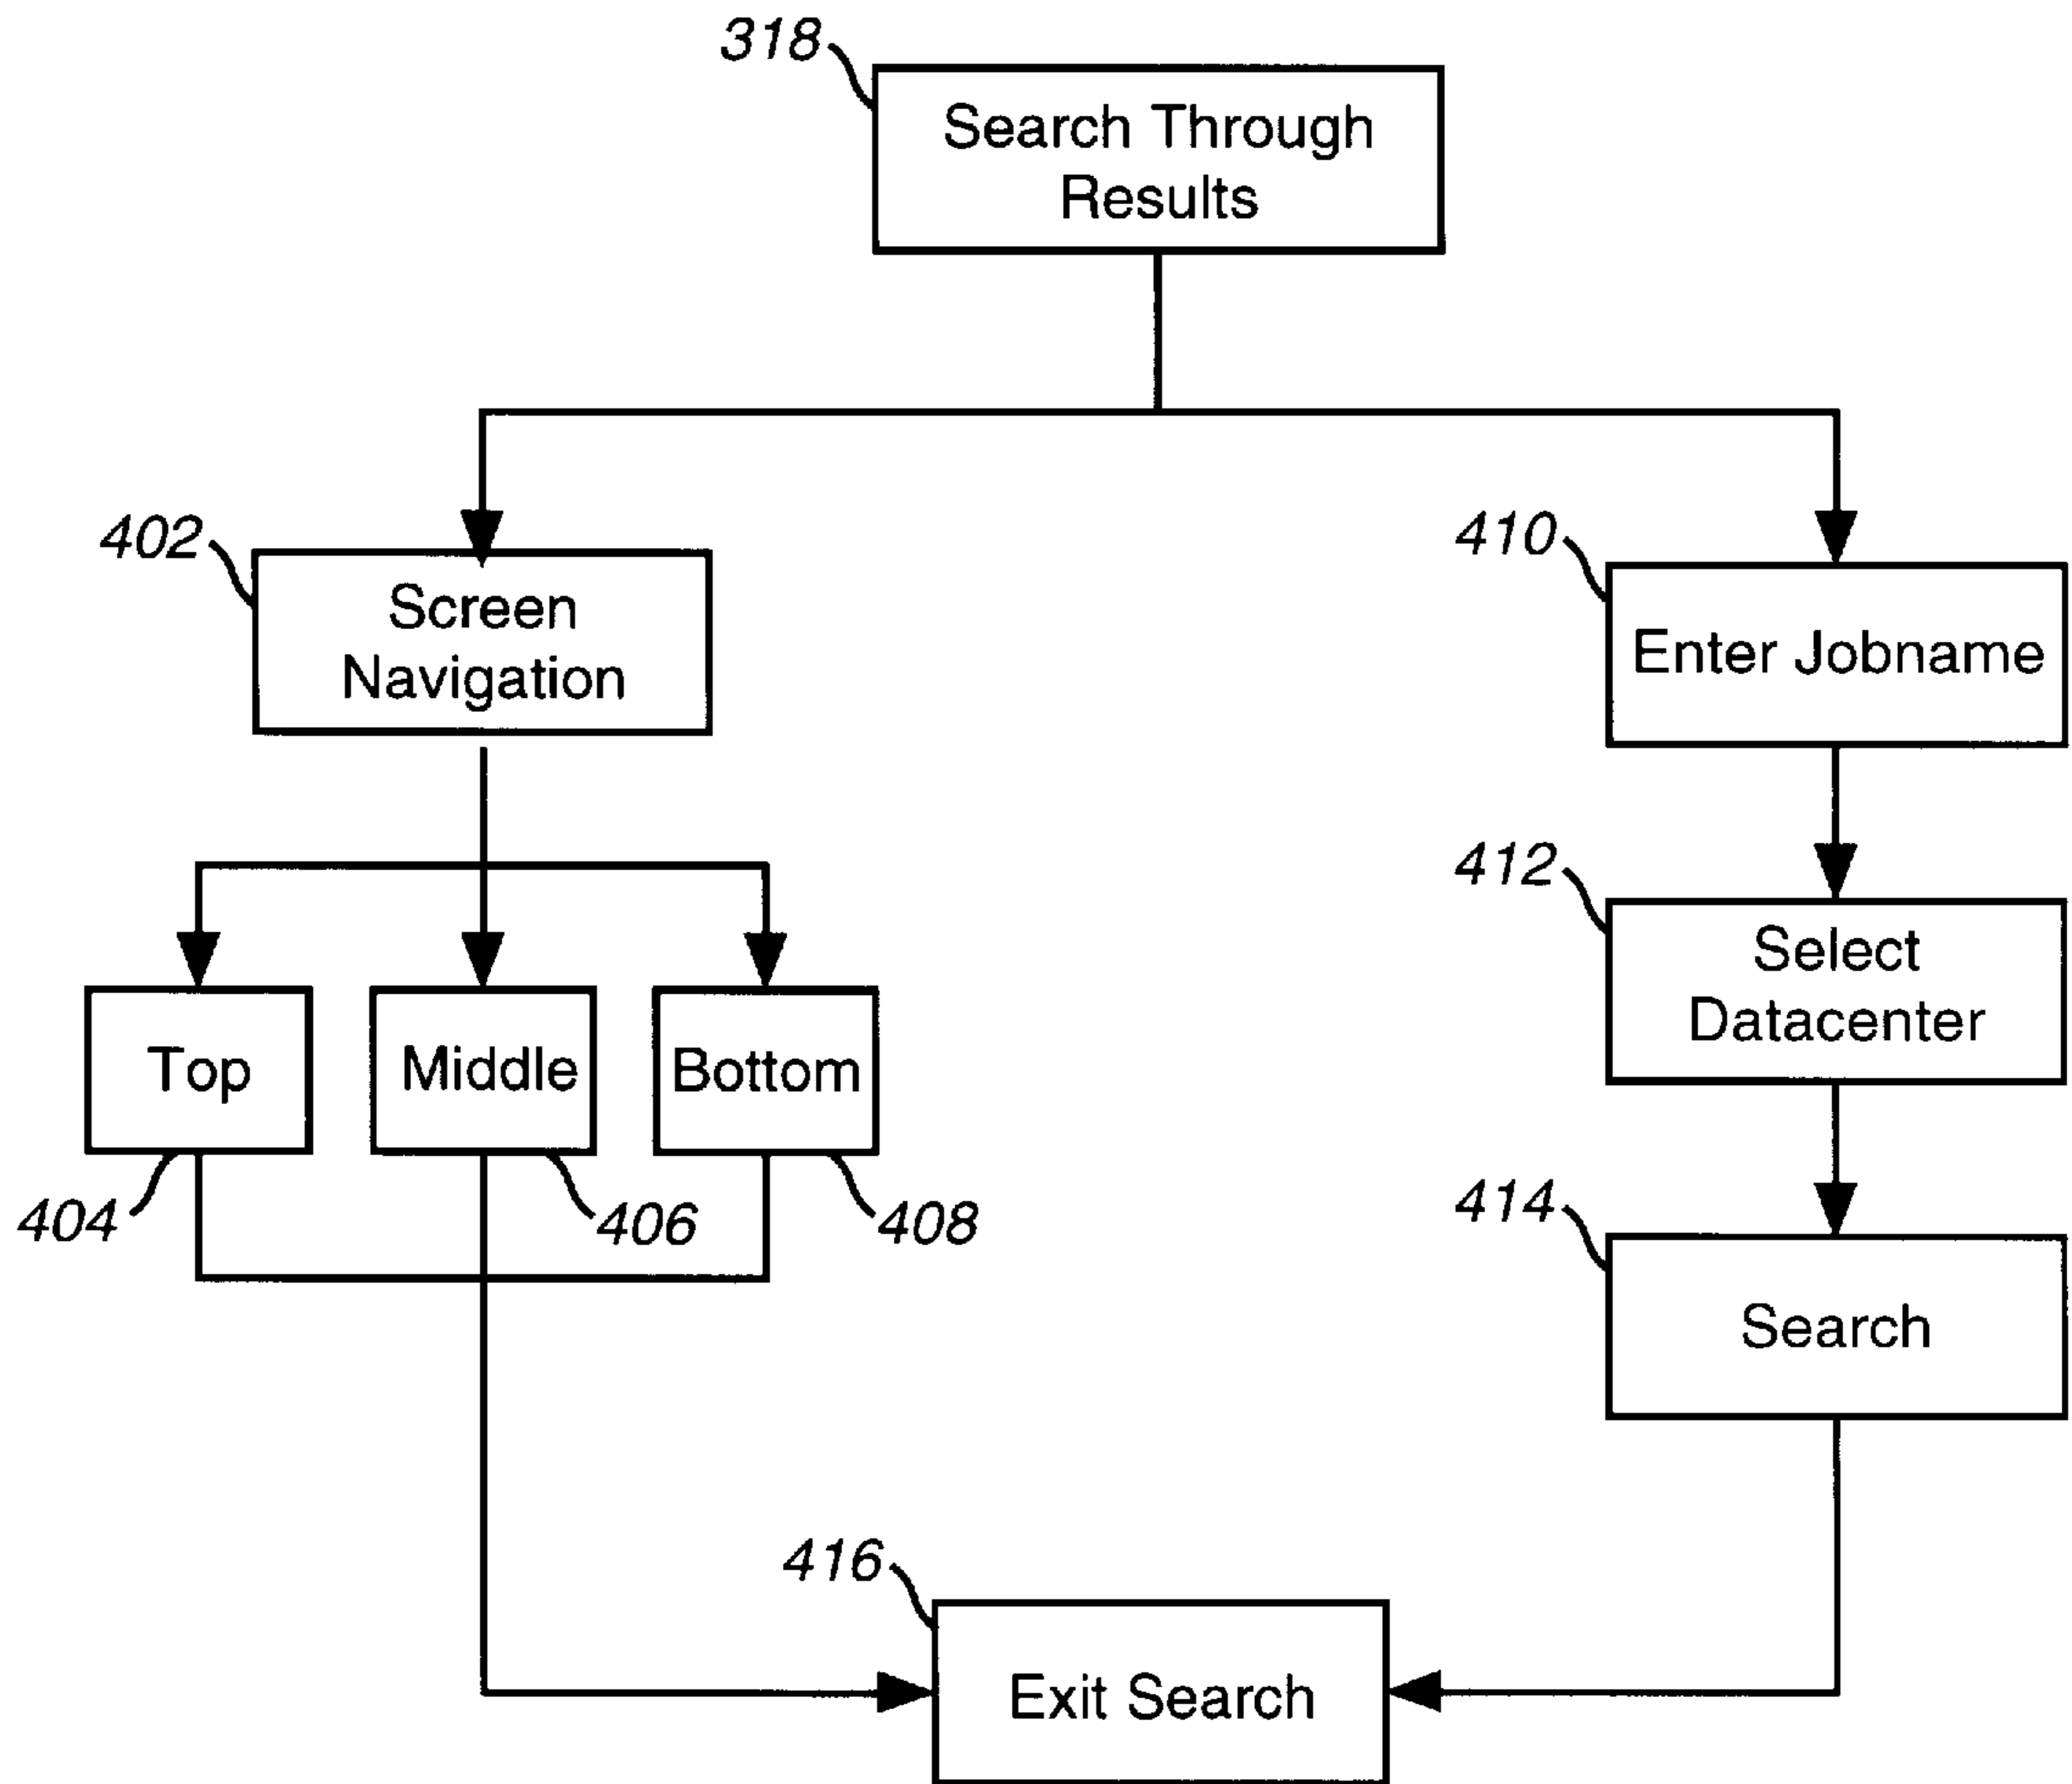 318
Search Through
Results
402
Screen
Navigation
410
Enter Jobname
412
Select
Datacenter
Top
Middle
Bottom
404
406
408
414
Search
416
Exit Search